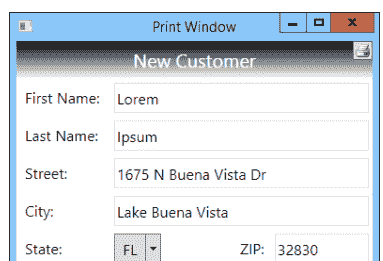 Print Window
New Customer
First Name: Lorem
Last Name: Ipsum
Street: 1675 N Buena Vista Dr
City: Lake Buena Vista
State: FL ZIP: 32830